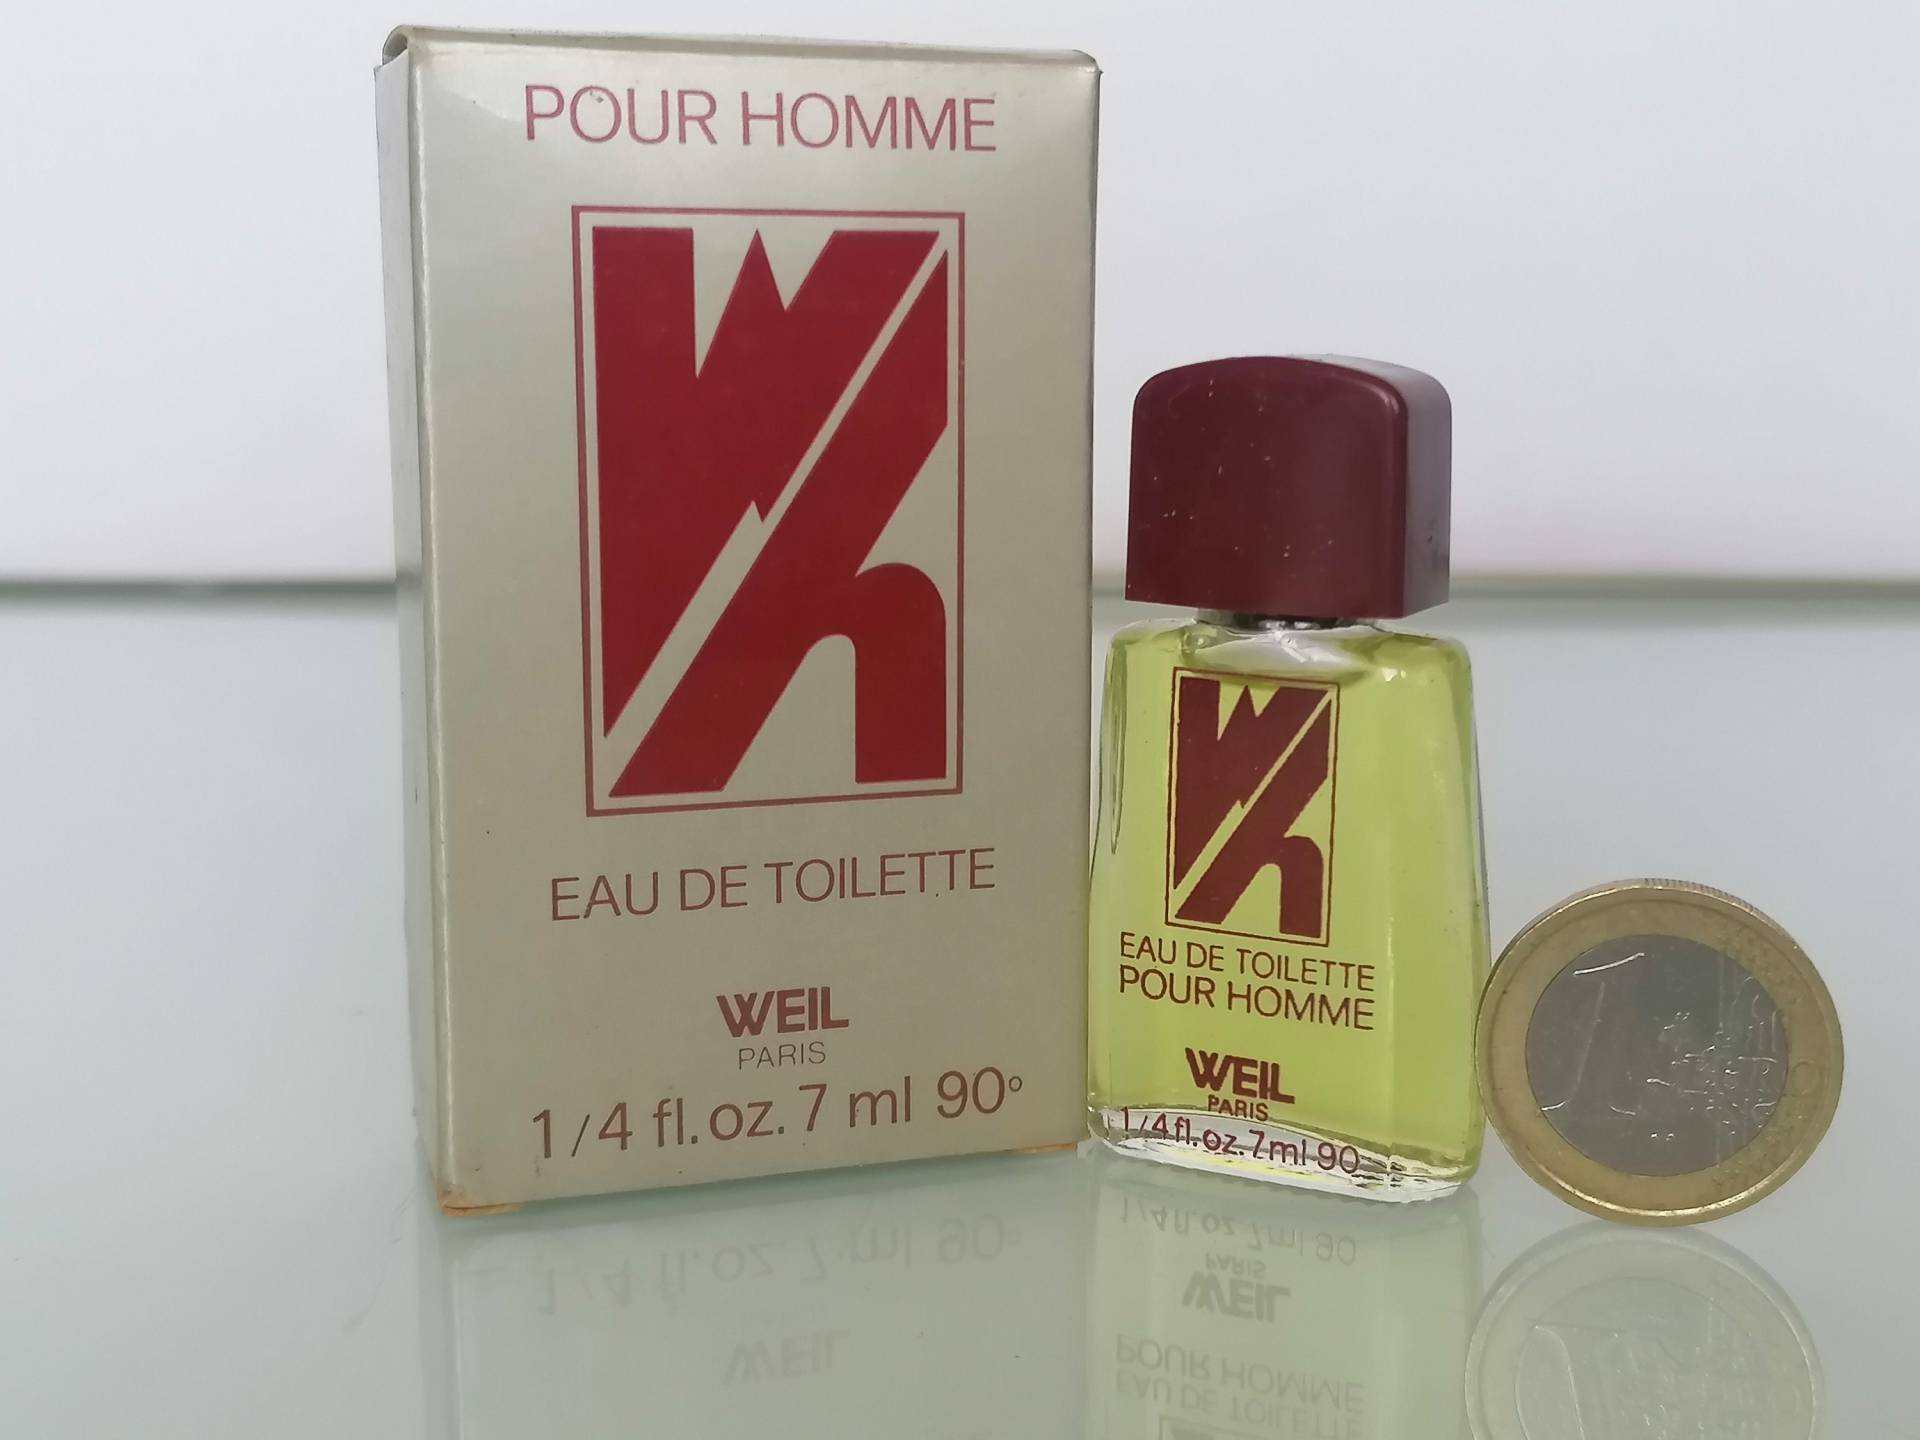 POUR HOMME
EAU DE TOILETTE
WEIL
PARIS
1/4 fl. oz. 7 ml 90°
EAU DE TOILETTE
POUR HOMME
WEIL
PARIS
1/4 fl. oz. 7 ml 90
1